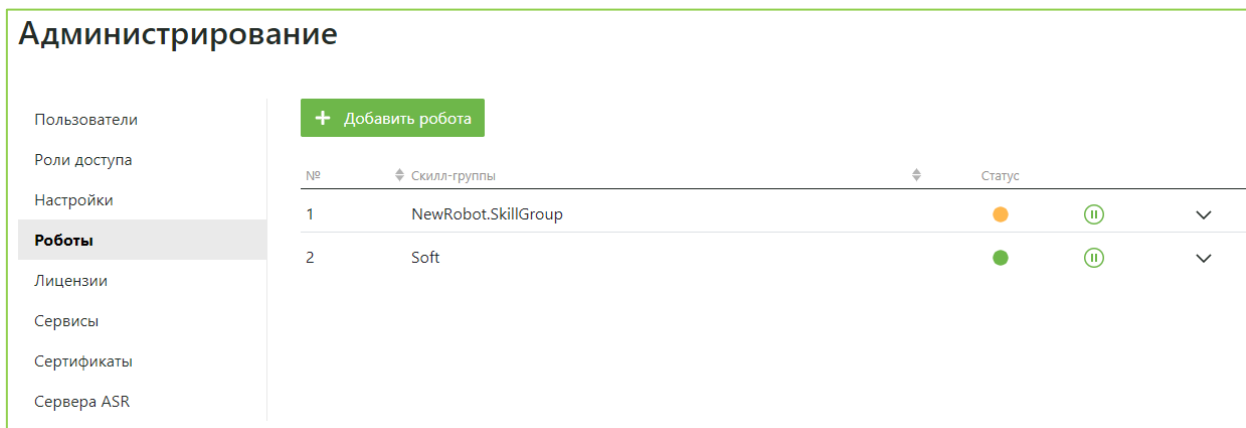 Администрирование
Пользователи
Роли доступа
Настройки
Роботы
Лицензии
Сервисы
Сертификаты
Сервера ASR
+ Добавить робота
№ Скилл-группы Статус
1 NewRobot.SkillGroup
2 Soft